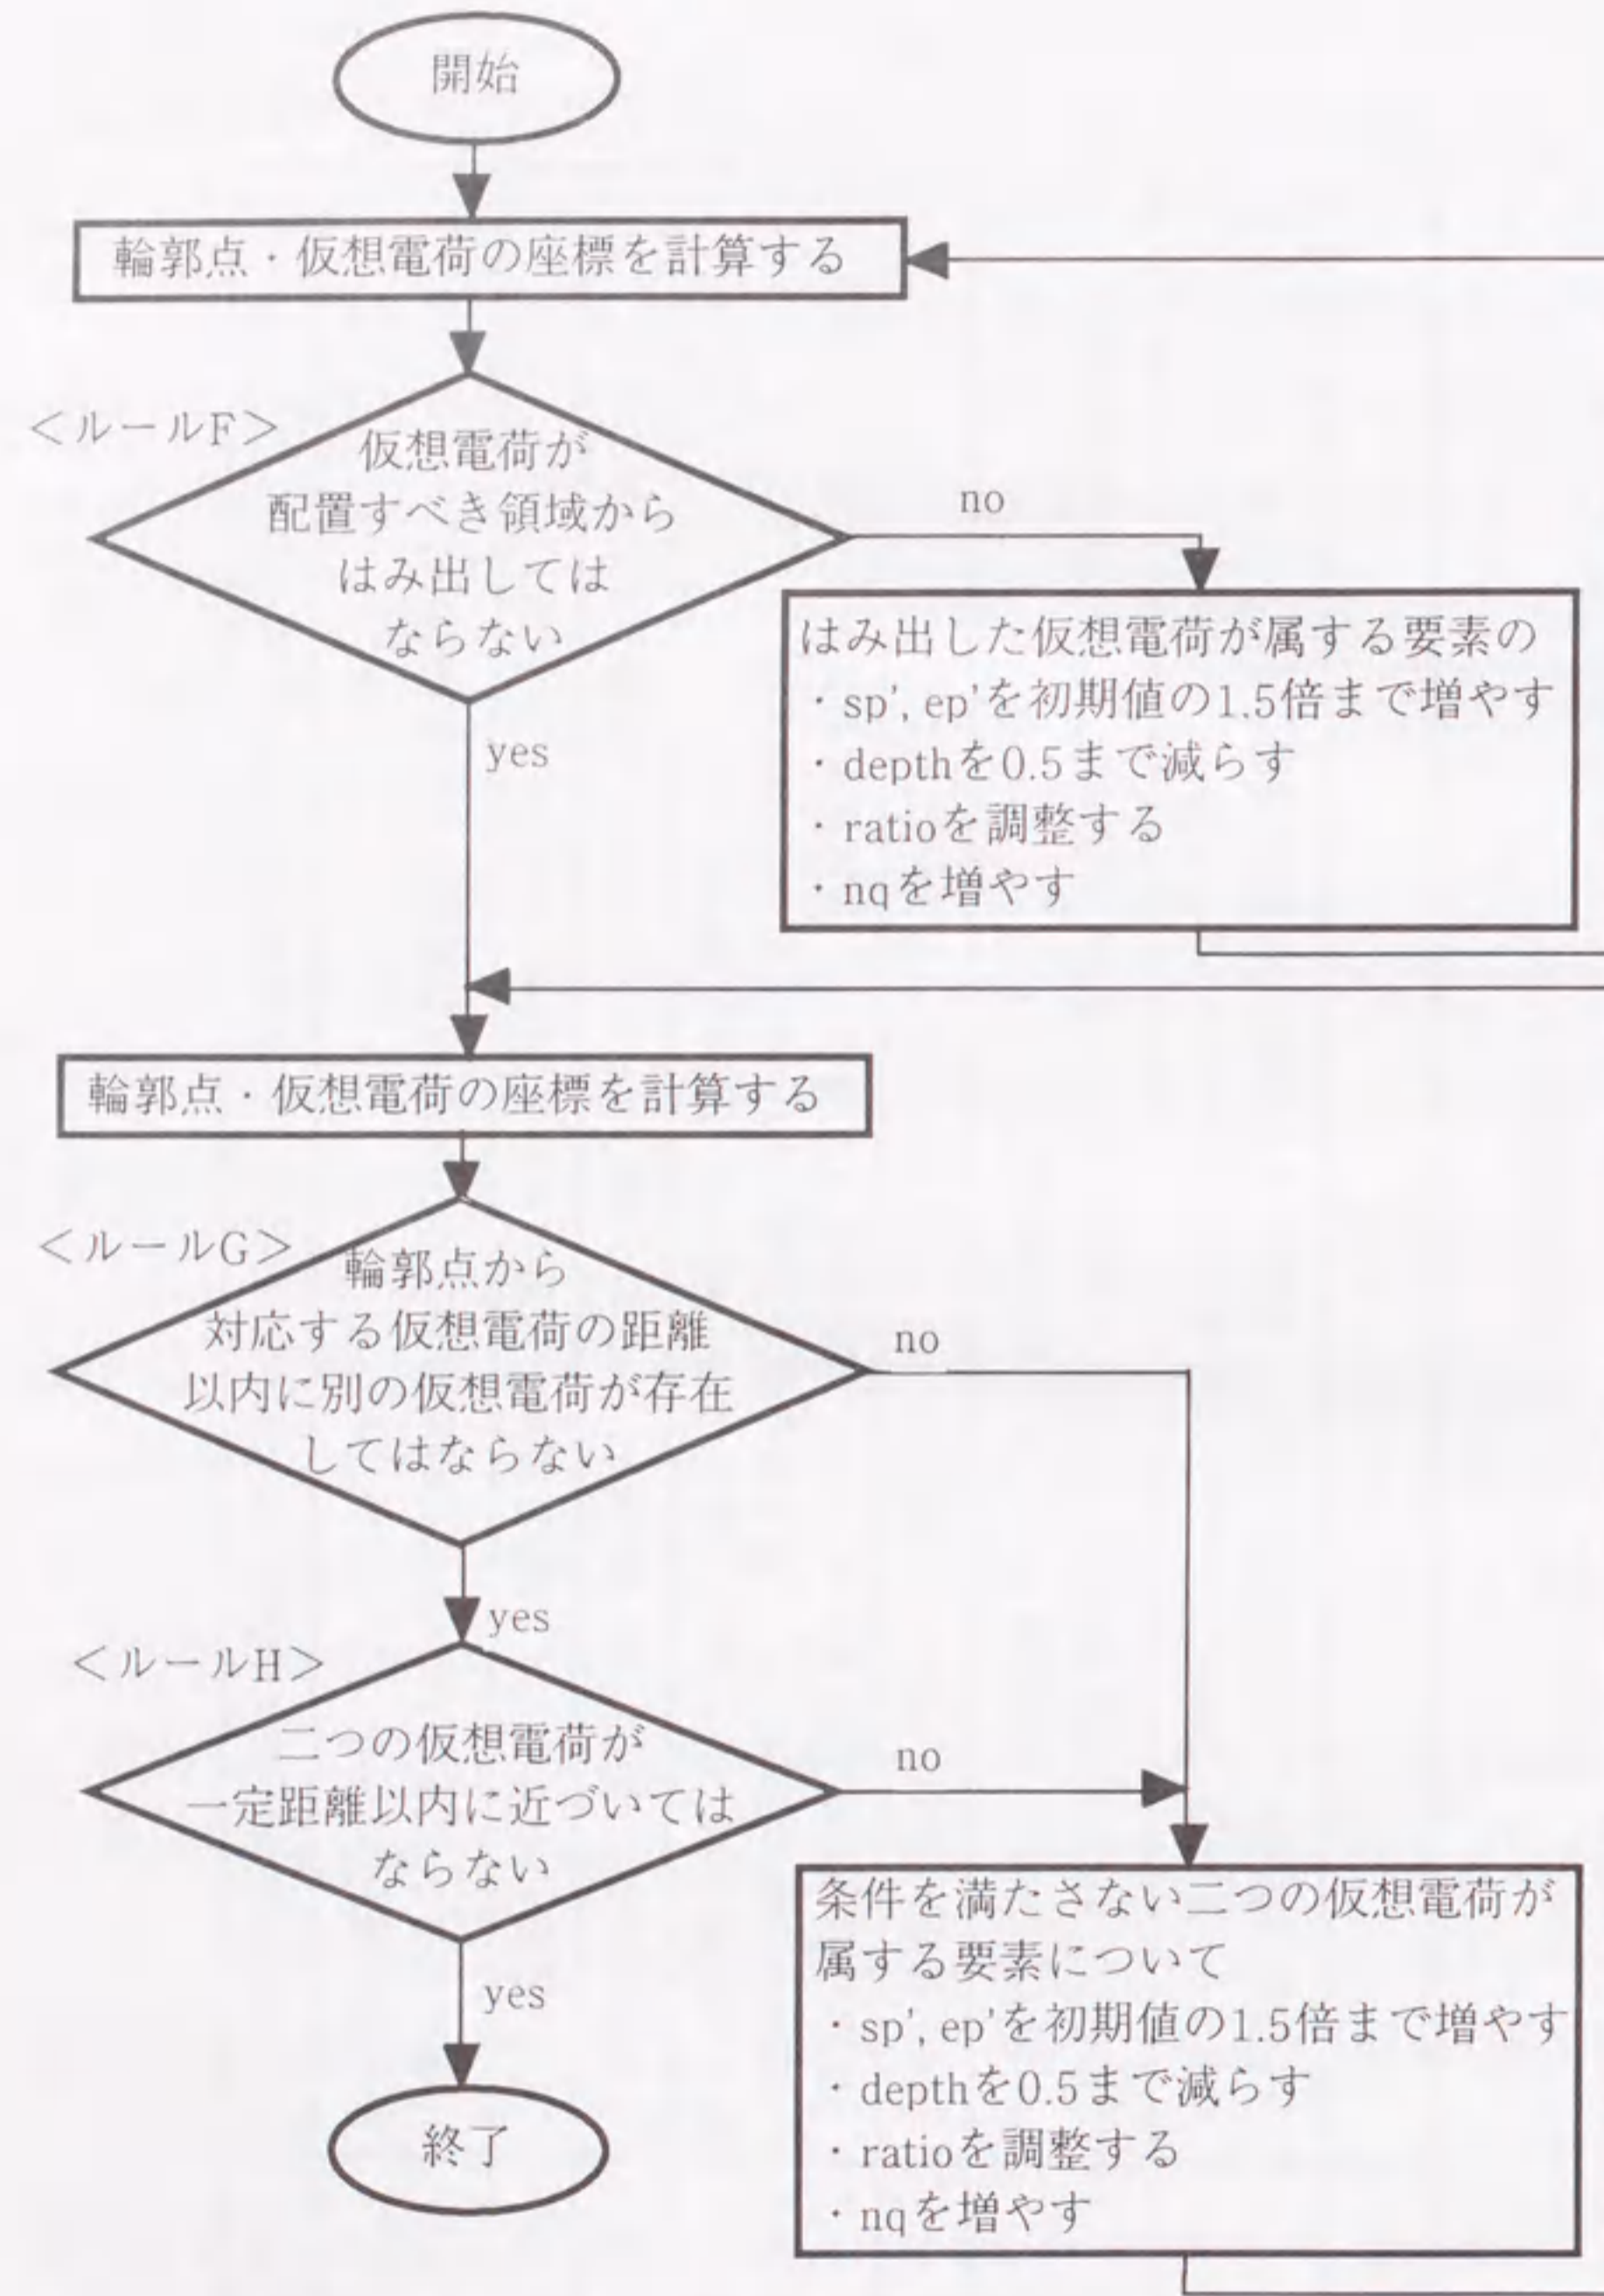 開始
輪郭点・仮想電荷の座標を計算する
<ルールF>
仮想電荷が
配置すべき領域から
はみ出しては
ならない
no
yes
はみ出した仮想電荷が属する要素の
・sp', ep'を初期値の1.5倍まで増やす
・depthを0.5まで減らす
・ratioを調整する
・nqを増やす
輪郭点・仮想電荷の座標を計算する
<ルールG>
輪郭点から
対応する仮想電荷の距離
以内に別の仮想電荷が存在
してはならない
no
yes
<ルールH>
二つの仮想電荷が
一定距離以内に近づいては
ならない
no
yes
条件を満たさない二つの仮想電荷が
属する要素について
・sp', ep'を初期値の1.5倍まで増やす
・depthを0.5まで減らす
・ratioを調整する
・nqを増やす
終了